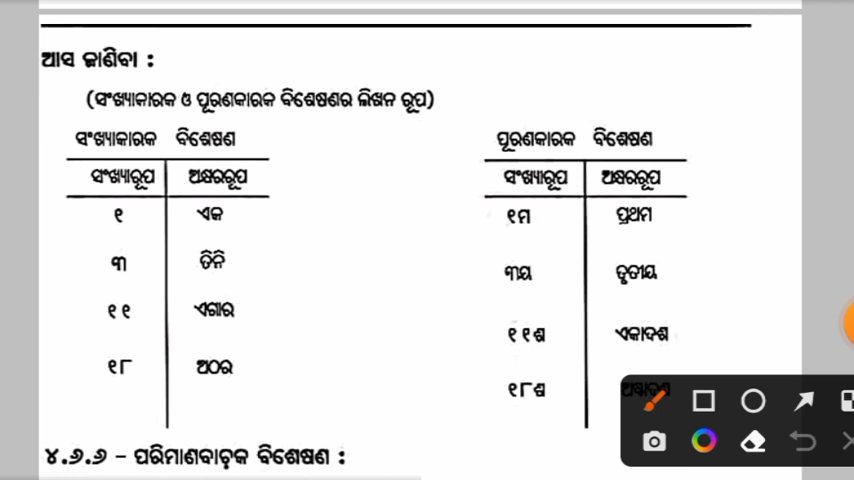 ଆସ ଜାଣିବା :
(ସଂଖ୍ୟାକାରକ ଓ ପୂରଣକାରକ ବିଶେଷଣର ଲିଖନ ରୂପ)
ସଂଖ୍ୟାକାରକ ବିଶେଷଣ ପୂରଣକାରକ ବିଶେଷଣ
ସଂଖ୍ୟାରୂପ ଅକ୍ଷରରୂପ ସଂଖ୍ୟାରୂପ ଅକ୍ଷରରୂପ
୧ ଏକ ୧ମ ପ୍ରଥମ
୩ ତିନି ୩ୟ ତୃତୀୟ
୧୧ ଏଗାର ୧୧ଶ ଏକାଦଶ
୧୮ ଅଠର ୧୮ଶ
୪.୬.୬ – ପରିମାଣବାଚକ ବିଶେଷଣ :